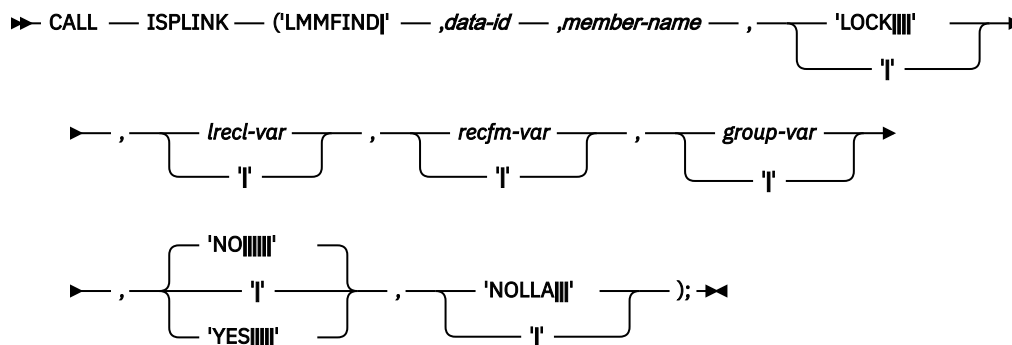 CALL ISPLINK ('LMMFIND|' ,data-id ,member-name , 'LOCK||||'
'|'
, lrecl-var , recfm-var , group-var
'|' '|' '|'
'NO||||||'
, '|' , 'NOLLA|||' );
'YES|||||' '|'